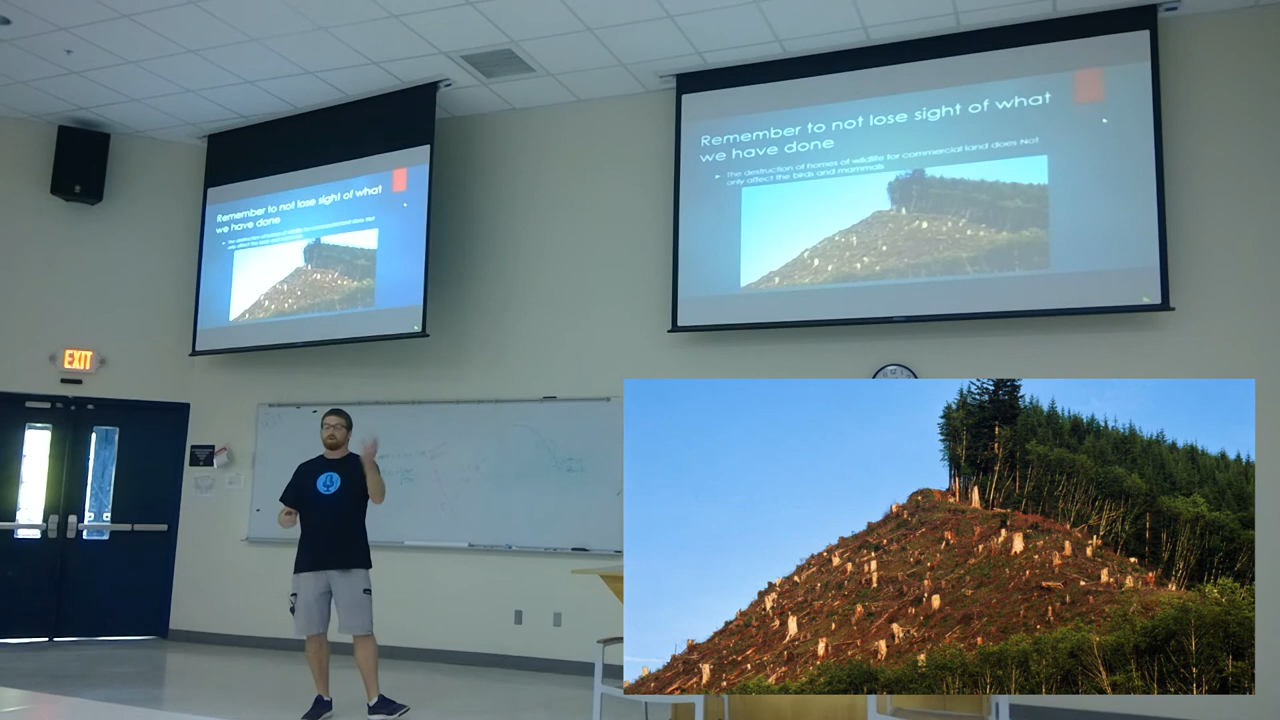 Remember to not lose sight of what
we have done
Remember to not lose sight of what
we have done
The destruction of homes of wildlife for commercial land does Not
only affect the birds and mammals
EXIT